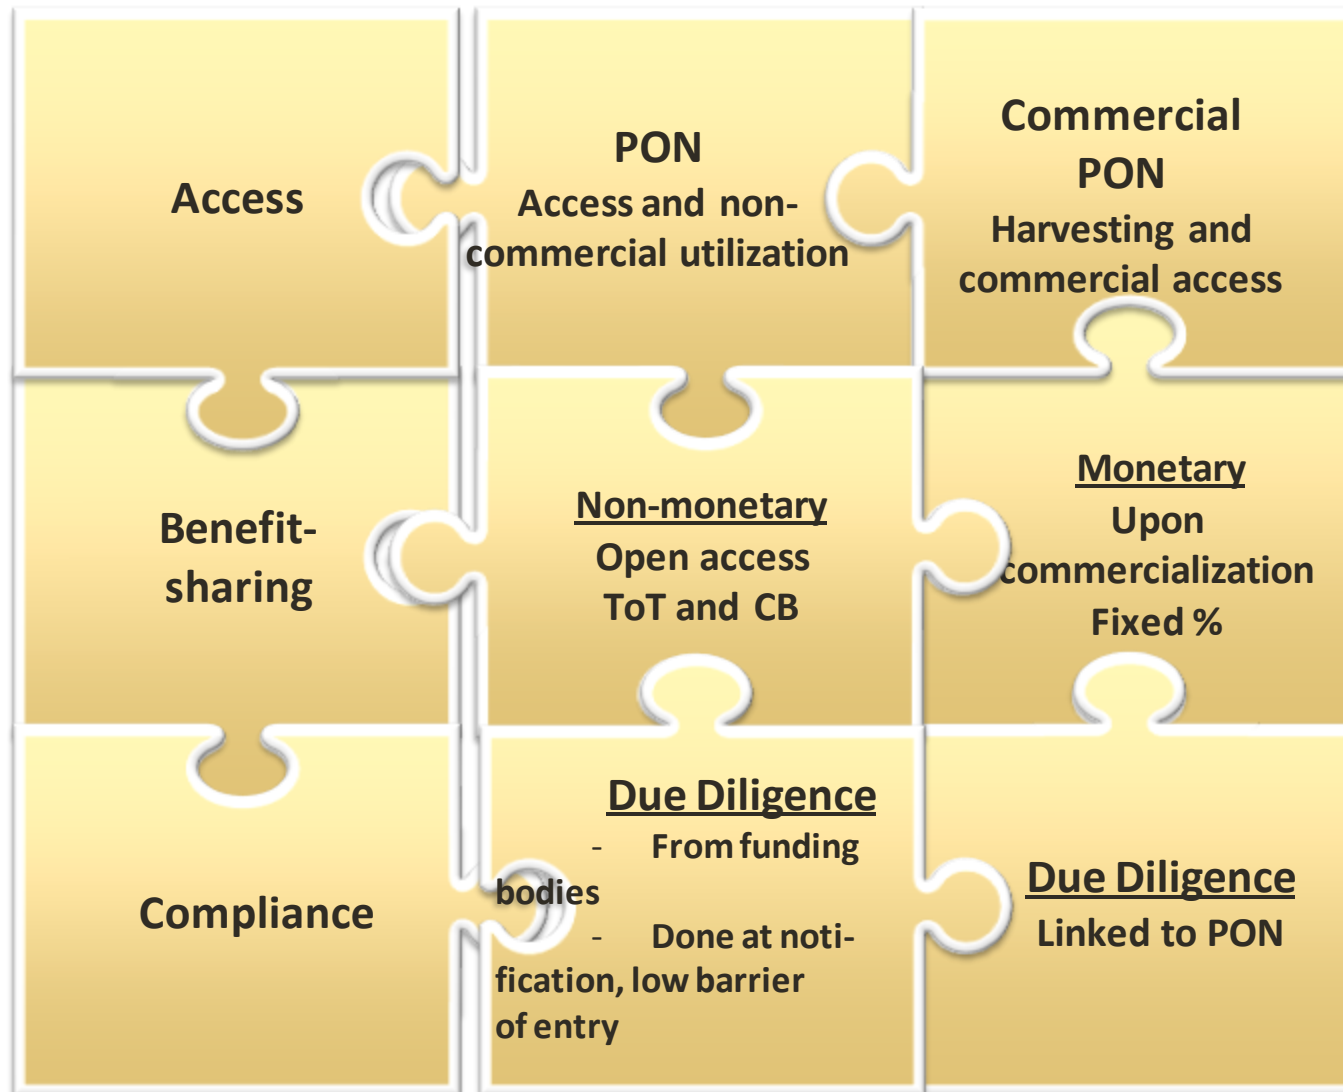 Access
PON
Access and non-
commercial utilization
Commercial
PON
Harvesting and
commercial access
Benefit-
sharing
Non-monetary
Open access
ToT and CB
Monetary
Upon
commercialization
Fixed %
Compliance
Due Diligence
- From funding
bodies
- Done at noti-
fication, low barrier
of entry
Due Diligence
Linked to PON